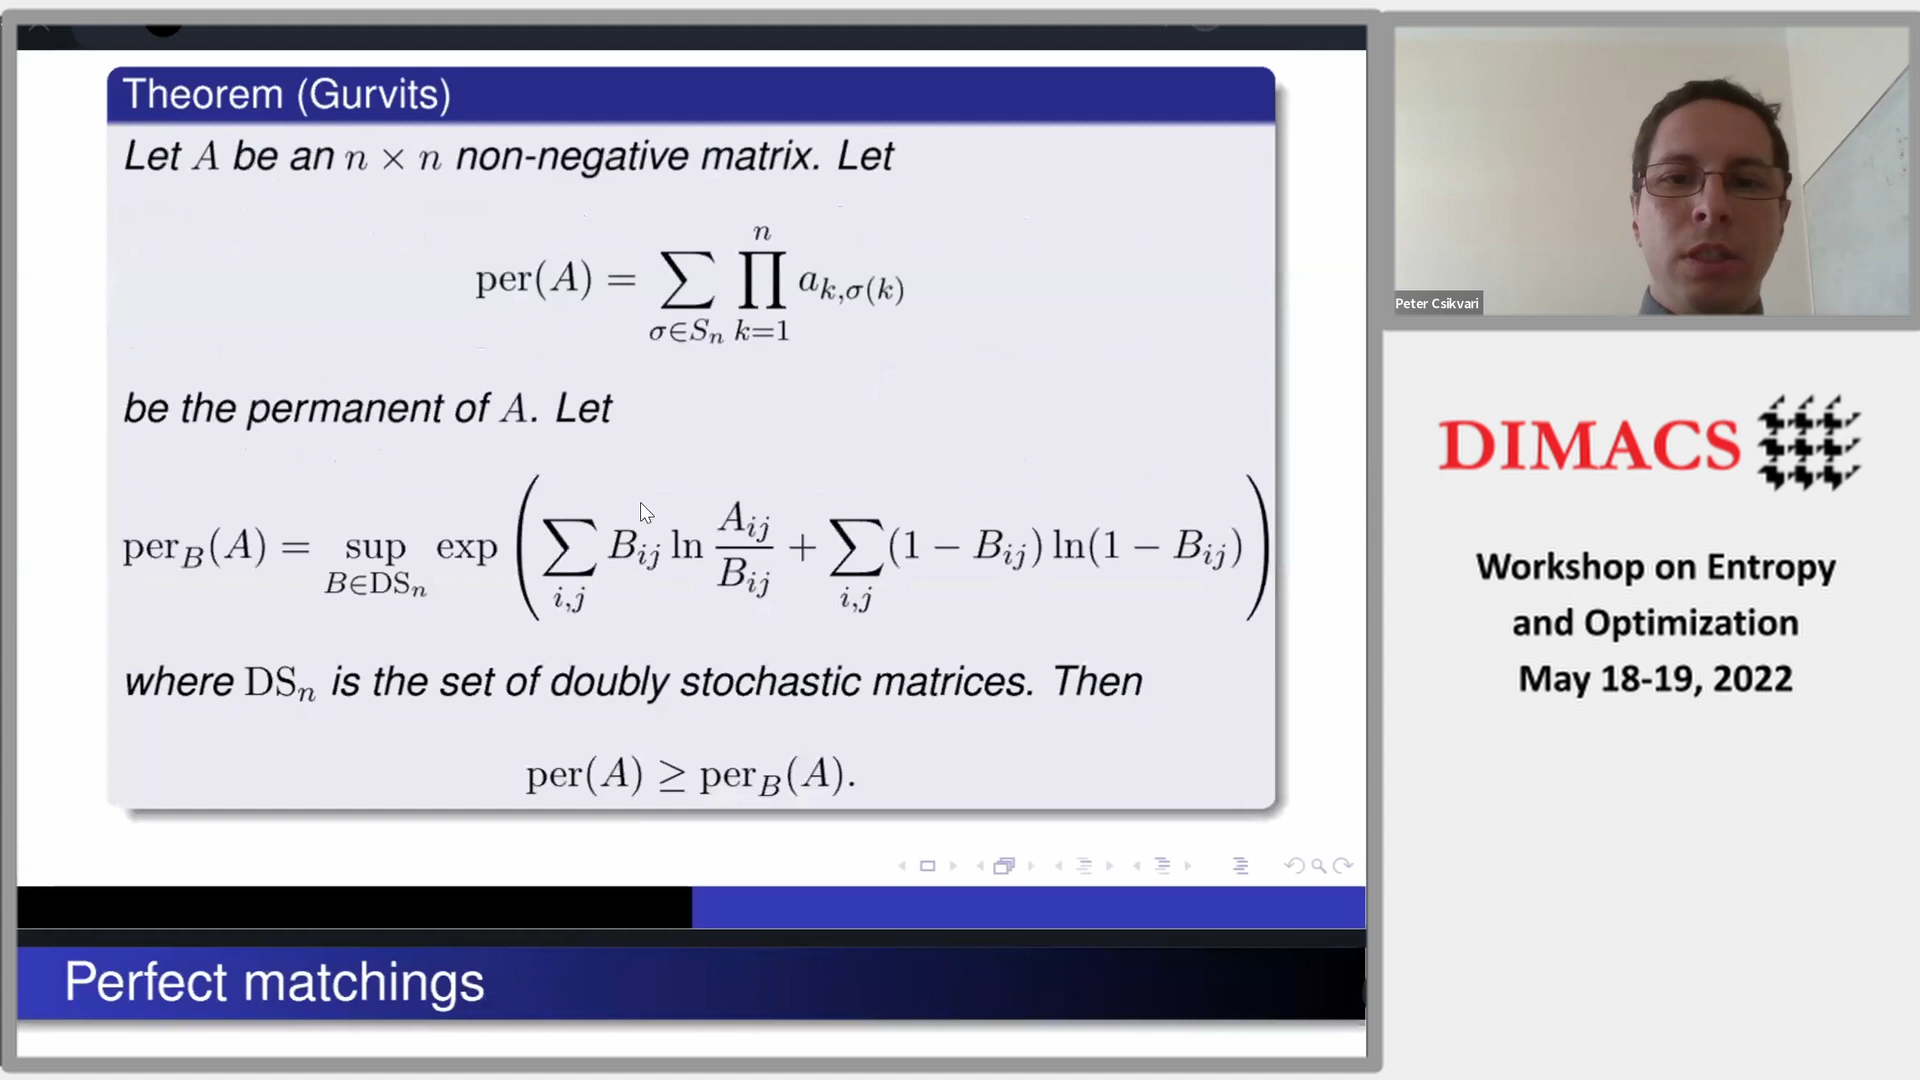 Theorem (Gurvits)
Let A be an n × n non-negative matrix. Let
per(A) = ∑_{σ∈S_n} ∏_{k=1}^{n} a_{k,σ(k)}
be the permanent of A. Let
per_B(A) = sup_{B∈DS_n} exp ( ∑_{i,j} B_{ij} ln \frac{A_{ij}}{B_{ij}} + ∑_{i,j} (1 − B_{ij}) ln(1 − B_{ij}) )
where DS_n is the set of doubly stochastic matrices. Then
per(A) ≥ per_B(A).
Perfect matchings
Peter Csikvari
DIMACS
Workshop on Entropy
and Optimization
May 18-19, 2022